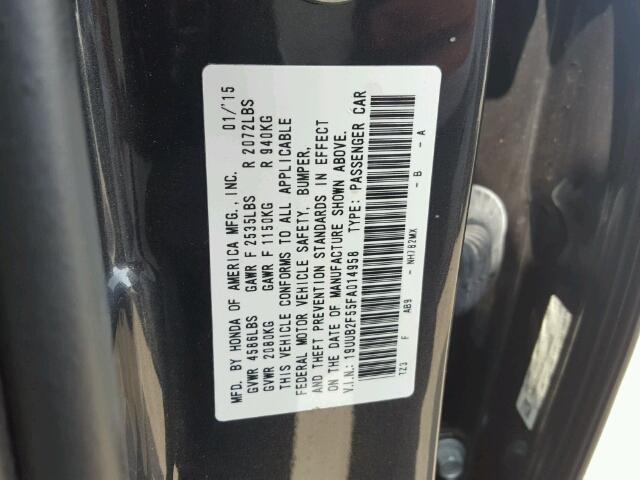 MFD. BY HONDA OF AMERICA MFG., INC. 01/'15
GVWR 4586LBS GAWR F 2535LBS R 2072LBS
GVWR 2080KG GAWR F 1150KG R 940KG
THIS VEHICLE CONFORMS TO ALL APPLICABLE
FEDERAL MOTOR VEHICLE SAFETY, BUMPER,
AND THEFT PREVENTION STANDARDS IN EFFECT
ON THE DATE OF MANUFACTURE SHOWN ABOVE.
V.I.N.: 19UUB2F55FA014958 TYPE: PASSENGER CAR
TZ3 F AB9 - NH782MX - B - A